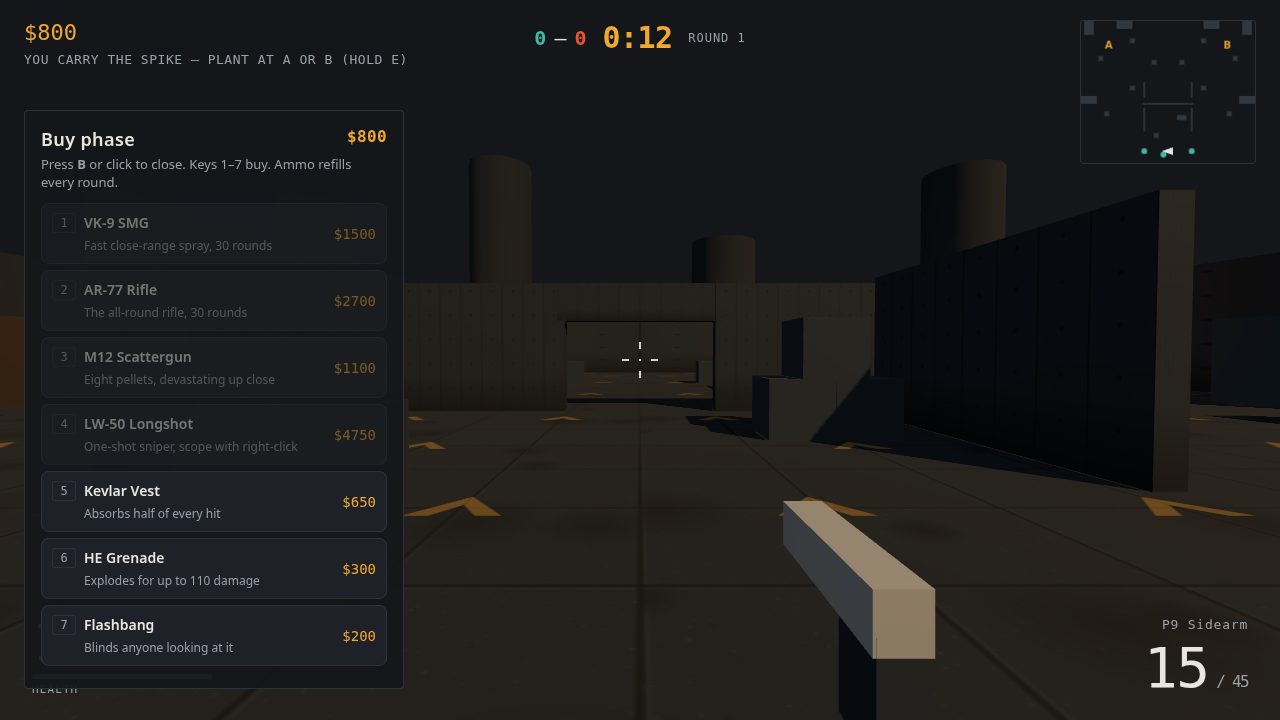 $800
YOU CARRY THE SPIKE — PLANT AT A OR B (HOLD E)
0 — 0 0:12 ROUND 1
A B
Buy phase $800
Press B or click to close. Keys 1–7 buy. Ammo refills
every round.
1 VK-9 SMG $1500
Fast close-range spray, 30 rounds
2 AR-77 Rifle $2700
The all-round rifle, 30 rounds
3 M12 Scattergun $1100
Eight pellets, devastating up close
4 LW-50 Longshot $4750
One-shot sniper, scope with right-click
5 Kevlar Vest $650
Absorbs half of every hit
6 HE Grenade $300
Explodes for up to 110 damage
7 Flashbang $200
Blinds anyone looking at it
HEALTH
P9 Sidearm
15 / 45